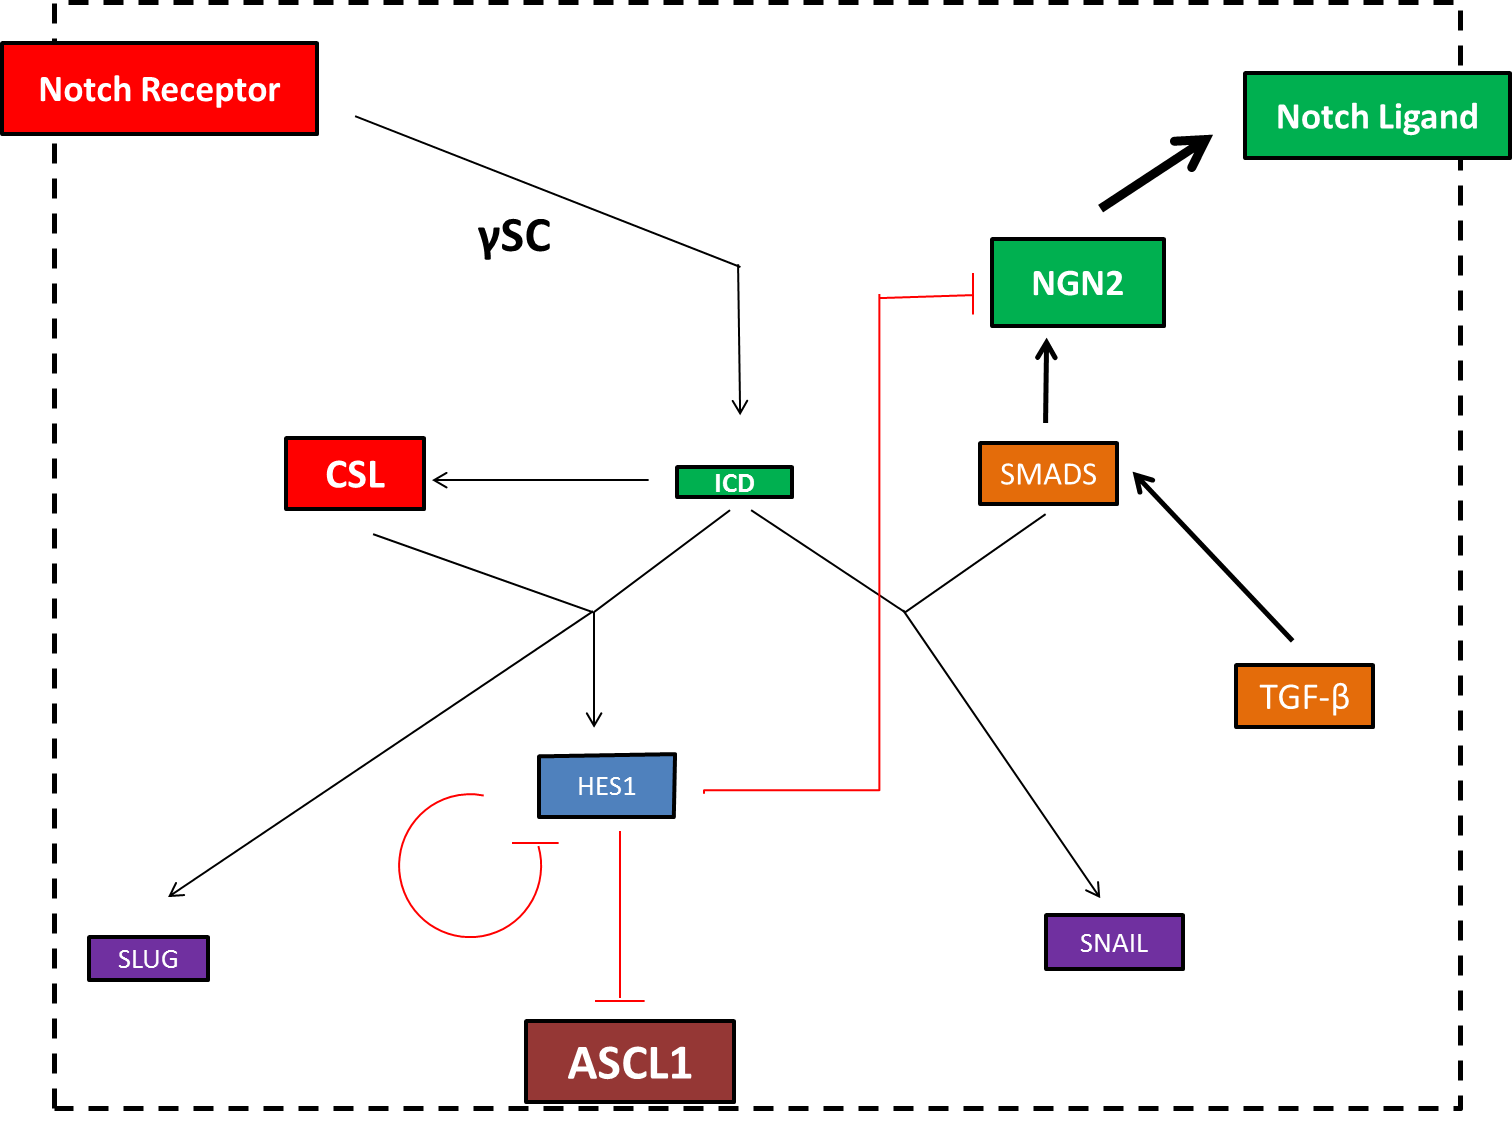 Notch Receptor
Notch Ligand
γSC
NGN2
CSL
ICD
SMADS
TGF-β
HES1
SLUG
SNAIL
ASCL1